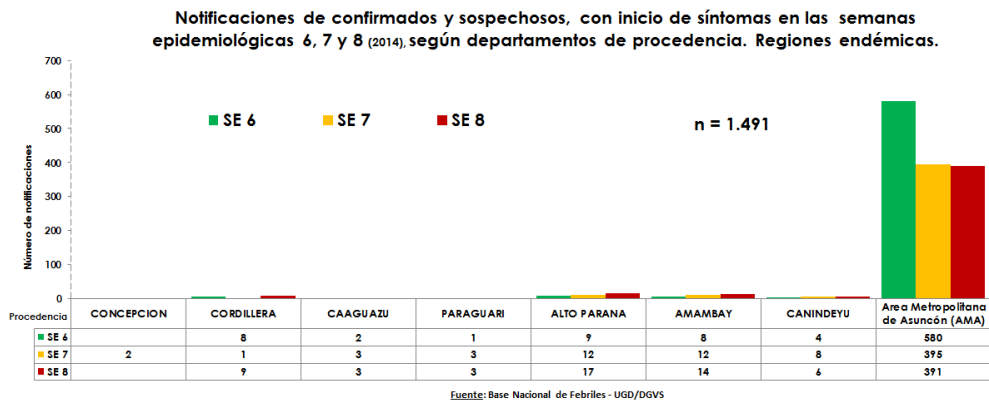 Notificaciones de confirmados y sospechosos, con inicio de síntomas en las semanas
epidemiológicas 6, 7 y 8 (2014), según departamentos de procedencia. Regiones endémicas.
700
600
500
400
300
200
100
0
Número de notificaciones
SE 6 SE 7 SE 8
n = 1.491
Procedencia CONCEPCION CORDILLERA CAAGUAZU PARAGUARI ALTO PARANA AMAMBAY CANINDEYU Area Metropolitana
de Asuncón (AMA)
SE 6 8 2 1 9 8 4 580
SE 7 2 1 3 3 12 12 8 395
SE 8 9 3 3 17 14 6 391
Fuente: Base Nacional de Febriles - UGD/DGVS